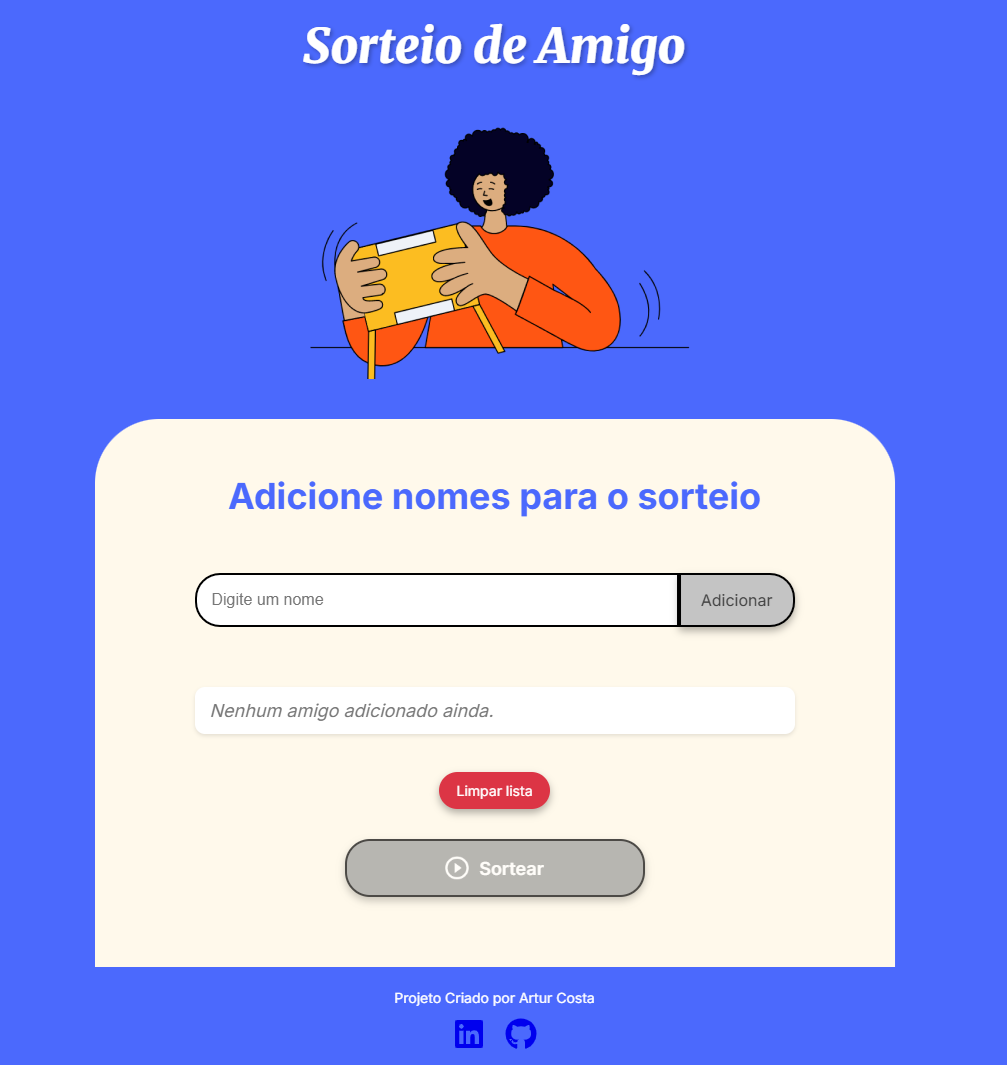 Sorteio de Amigo
Adicione nomes para o sorteio
Digite um nome
Adicionar
Nenhum amigo adicionado ainda.
Limpar lista
Sortear
Projeto Criado por Artur Costa
in